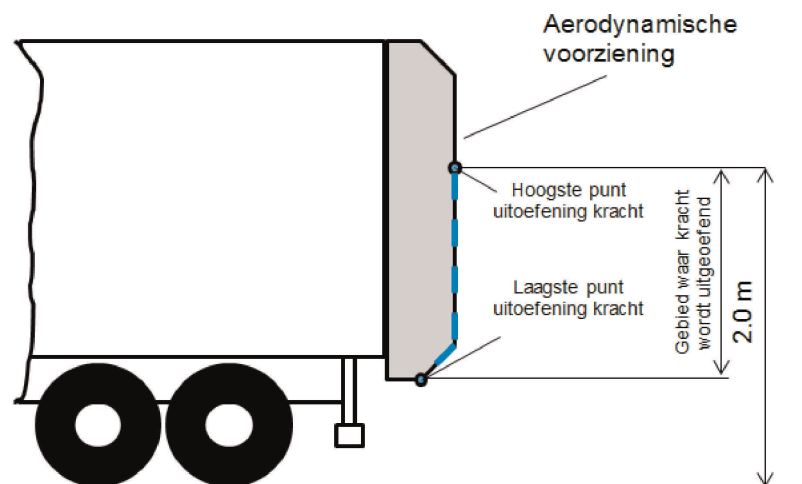 Aerodynamische
voorziening
Hoogste punt
uitoefening kracht
Laagste punt
uitoefening kracht
Gebied waar kracht
wordt uitgeoefend
2.0 m